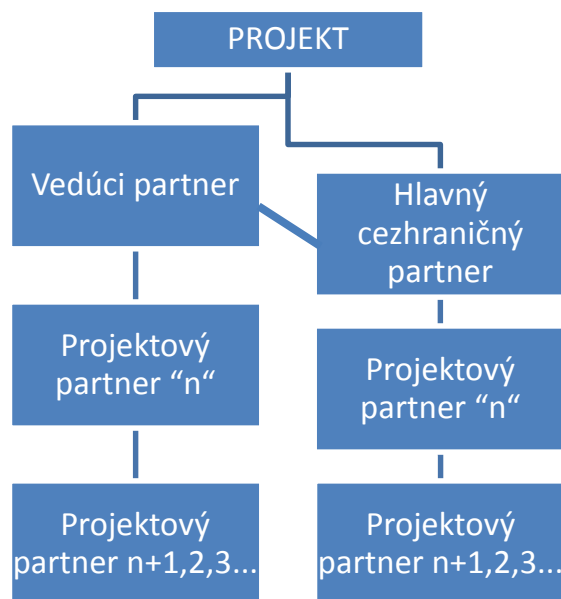 PROJEKT
Vedúci partner
Hlavný
cezhraničný
partner
Projektový
partner “n“
Projektový
partner “n“
Projektový
partner n+1,2,3...
Projektový
partner n+1,2,3...